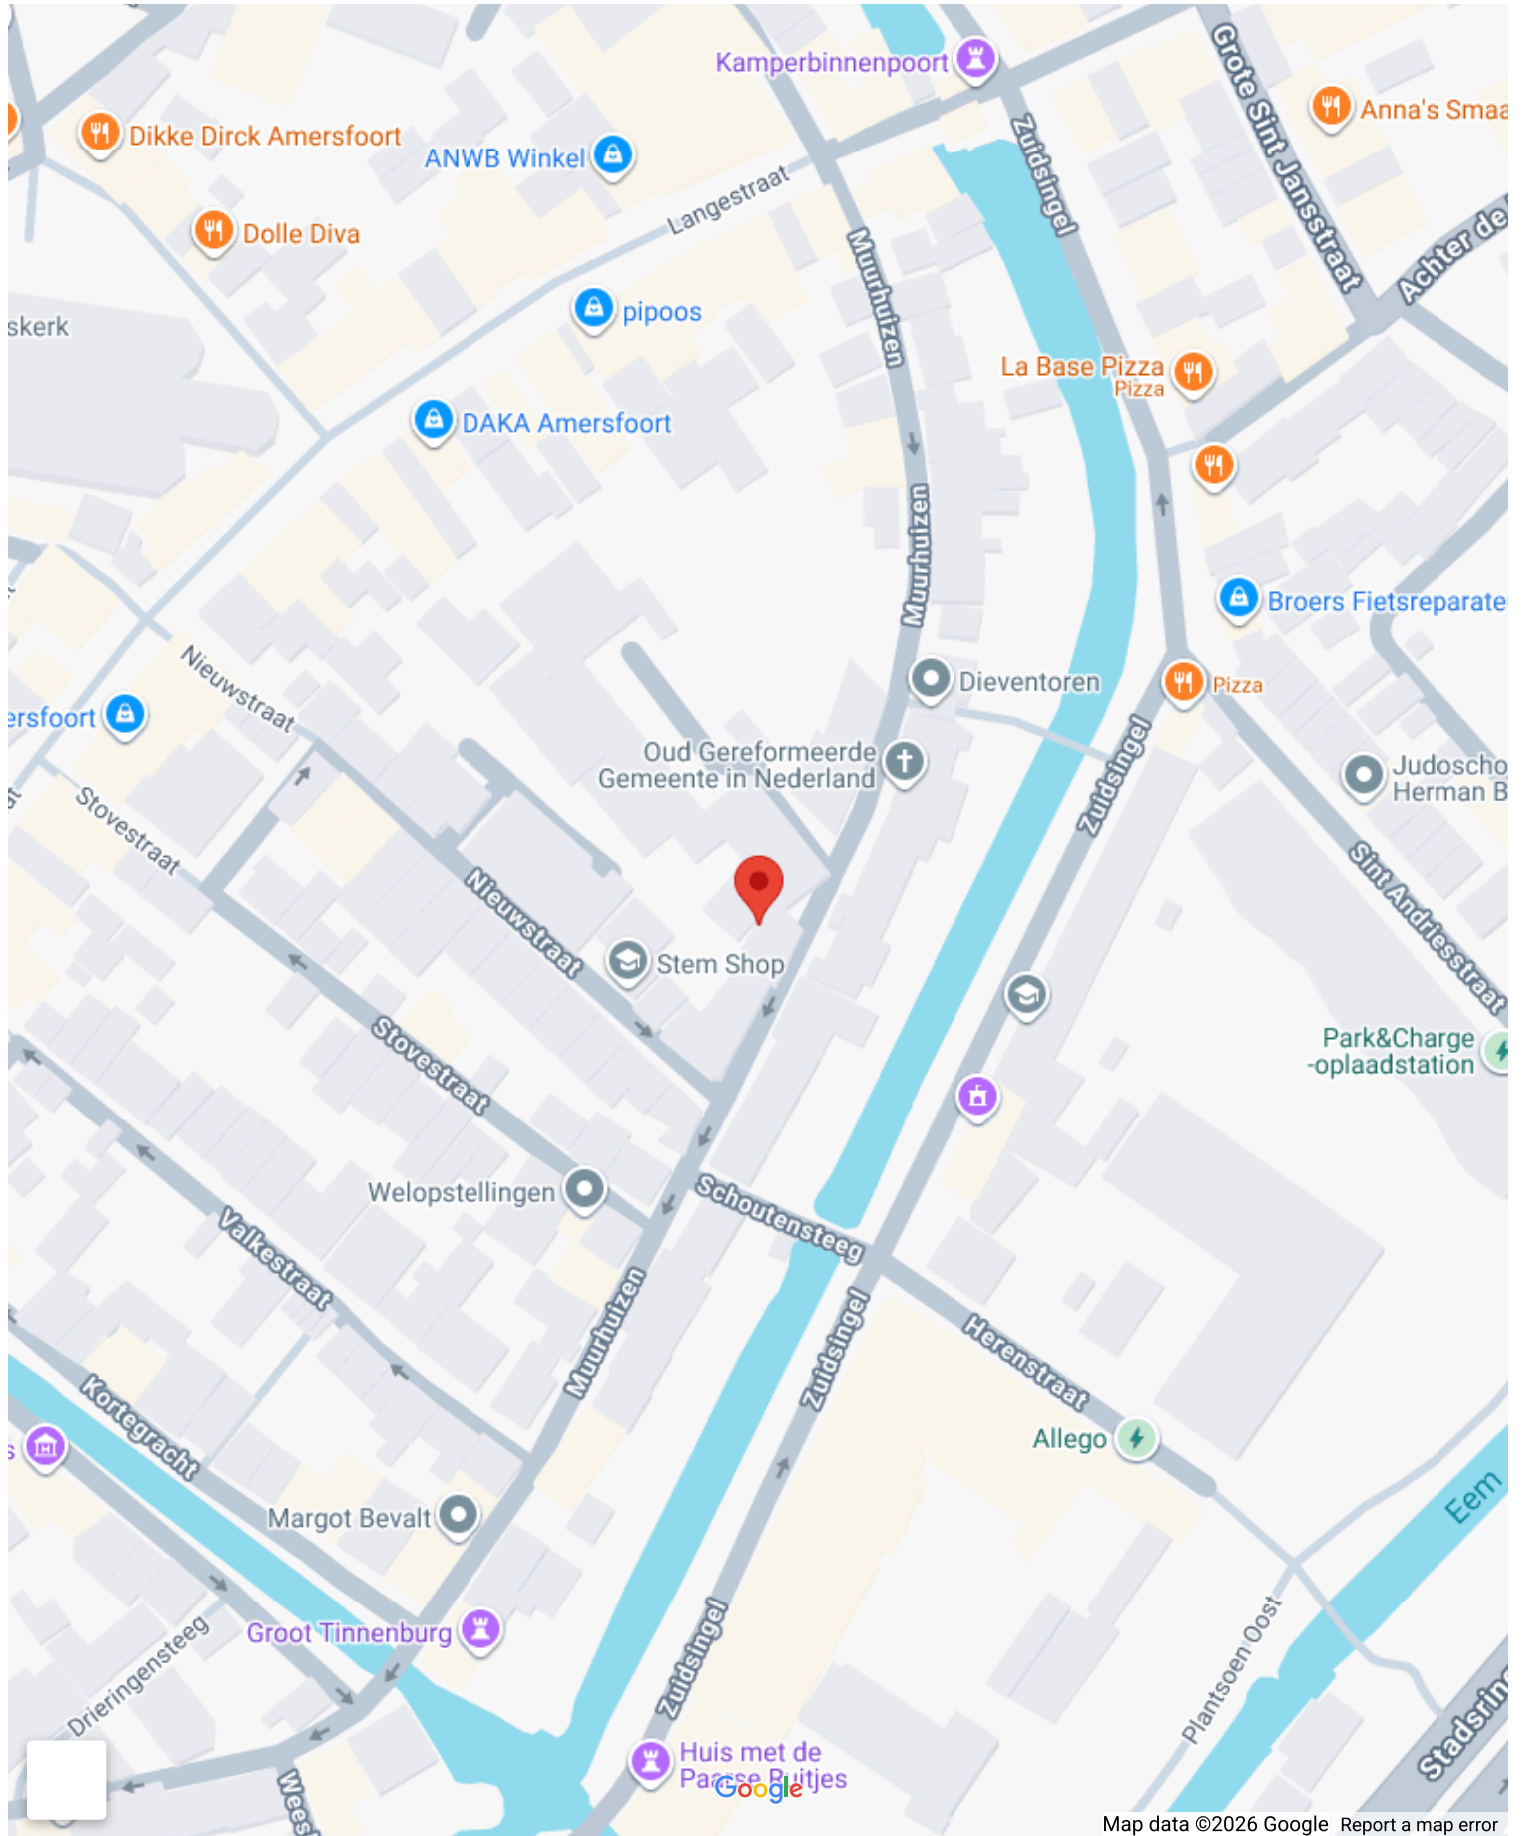 Kamperbinnenpoort
Grote Sint Jansstraat
Anna's Smaa
Dikke Dirck Amersfoort
ANWB Winkel
Zuidsingel
Langestraat
Dolle Diva
Achter de
Muurhuizen
pipoos
skerk
La Base Pizza
Pizza
DAKA Amersfoort
Muurhuizen
Broers Fietsreparate
Nieuwstraat
Dieventoren
Pizza
ersfoort
Oud Gereformeerde
Gemeente in Nederland
Zuidsingel
Judoscho
Herman B
Stovestraat
Sint Andriesstraat
Nieuwstraat
Stem Shop
Stovestraat
Park&Charge
-oplaadstation
Welopstellingen
Schoutensteeg
Valkestraat
Muurhuizen
Zuidsingel
Herenstraat
Kortegracht
Allego
s
Eem
Margot Bevalt
Groot Tinnenburg
Zuidsingel
Plantsoen Oost
Drieringensteeg
Stadsring
Huis met de
Paarse Ruitjes
Google
Wees
Map data ©2026 Google
Report a map error